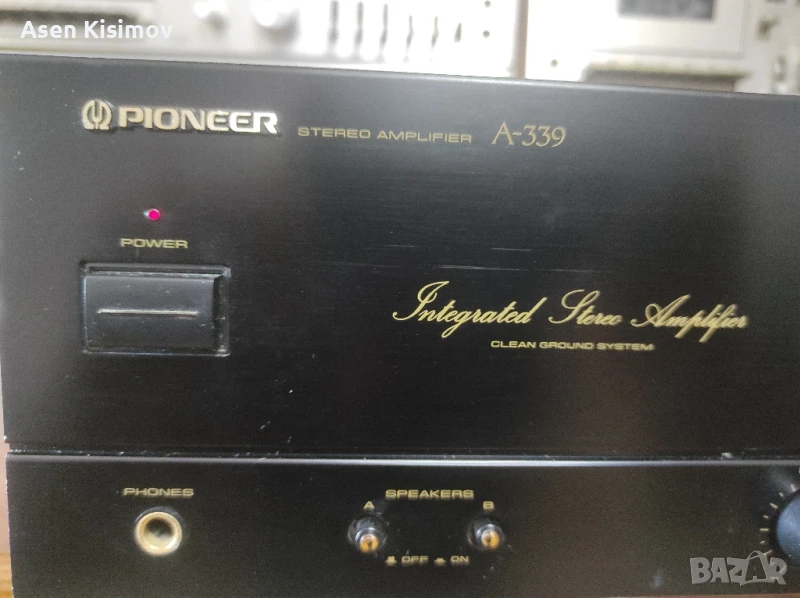 Asen Kisimov
PIONEER STEREO AMPLIFIER A-339
POWER
Integrated Stereo Amplifier
CLEAN GROUND SYSTEM
PHONES
SPEAKERS
A B
OFF ON
BAZAR